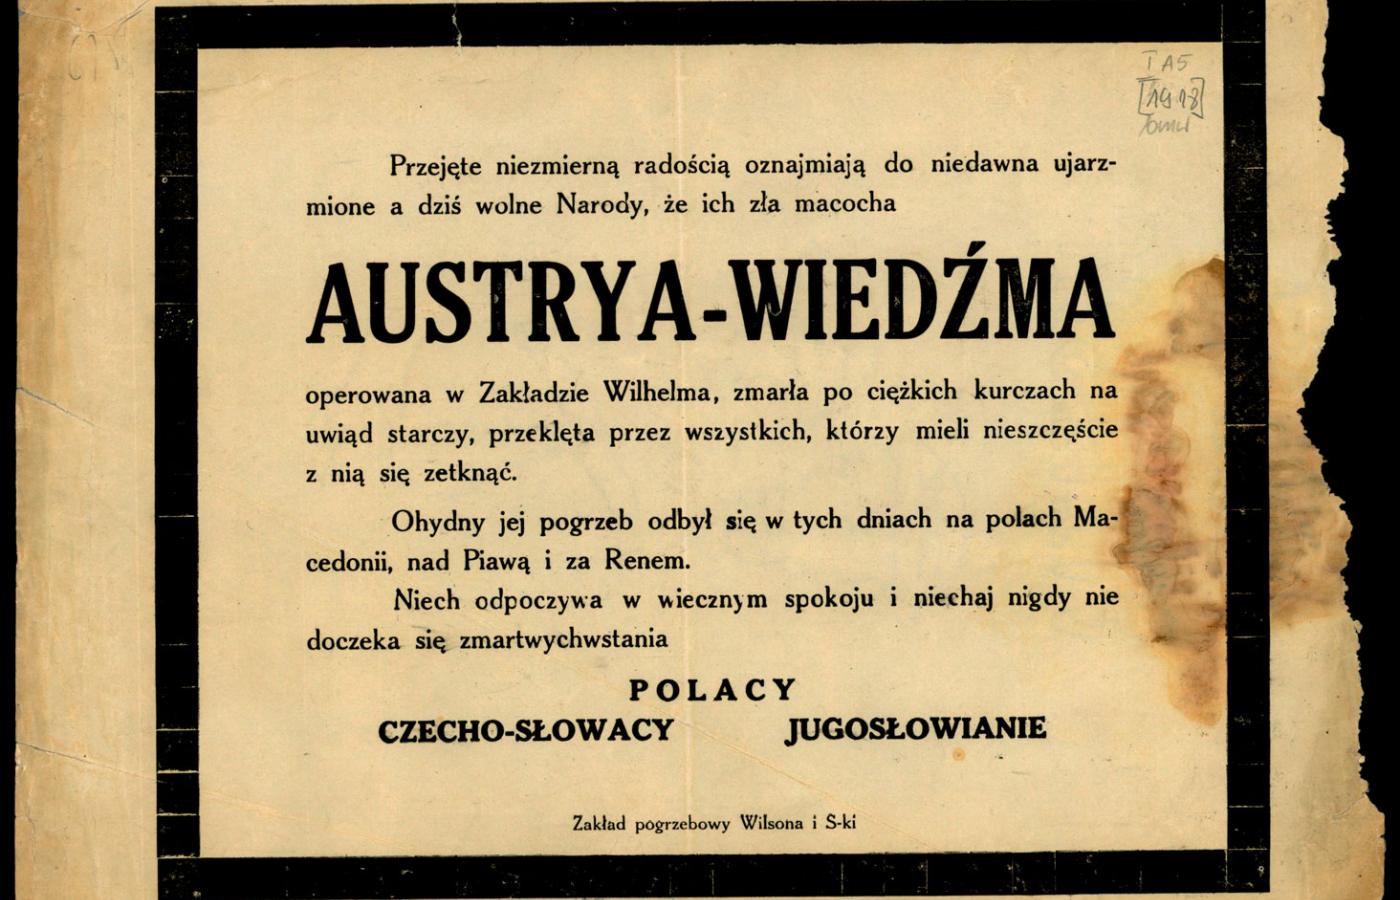 I A5
[1918]
Przejęte niezmierną radością oznajmiają do niedawna ujarz-
mione a dziś wolne Narody, że ich zła macocha
AUSTRYA-WIEDŹMA
operowana w Zakładzie Wilhelma, zmarła po ciężkich kurczach na
uwiąd starczy, przeklęta przez wszystkich, którzy mieli nieszczęście
z nią się zetknąć.
Ohydny jej pogrzeb odbył się w tych dniach na polach Ma-
cedonii, nad Piawą i za Renem.
Niech odpoczywa w wiecznym spokoju i niechaj nigdy nie
doczeka się zmartwychwstania
POLACY
CZECHO-SŁOWACY JUGOSŁOWIANIE
Zakład pogrzebowy Wilsona i S-ki